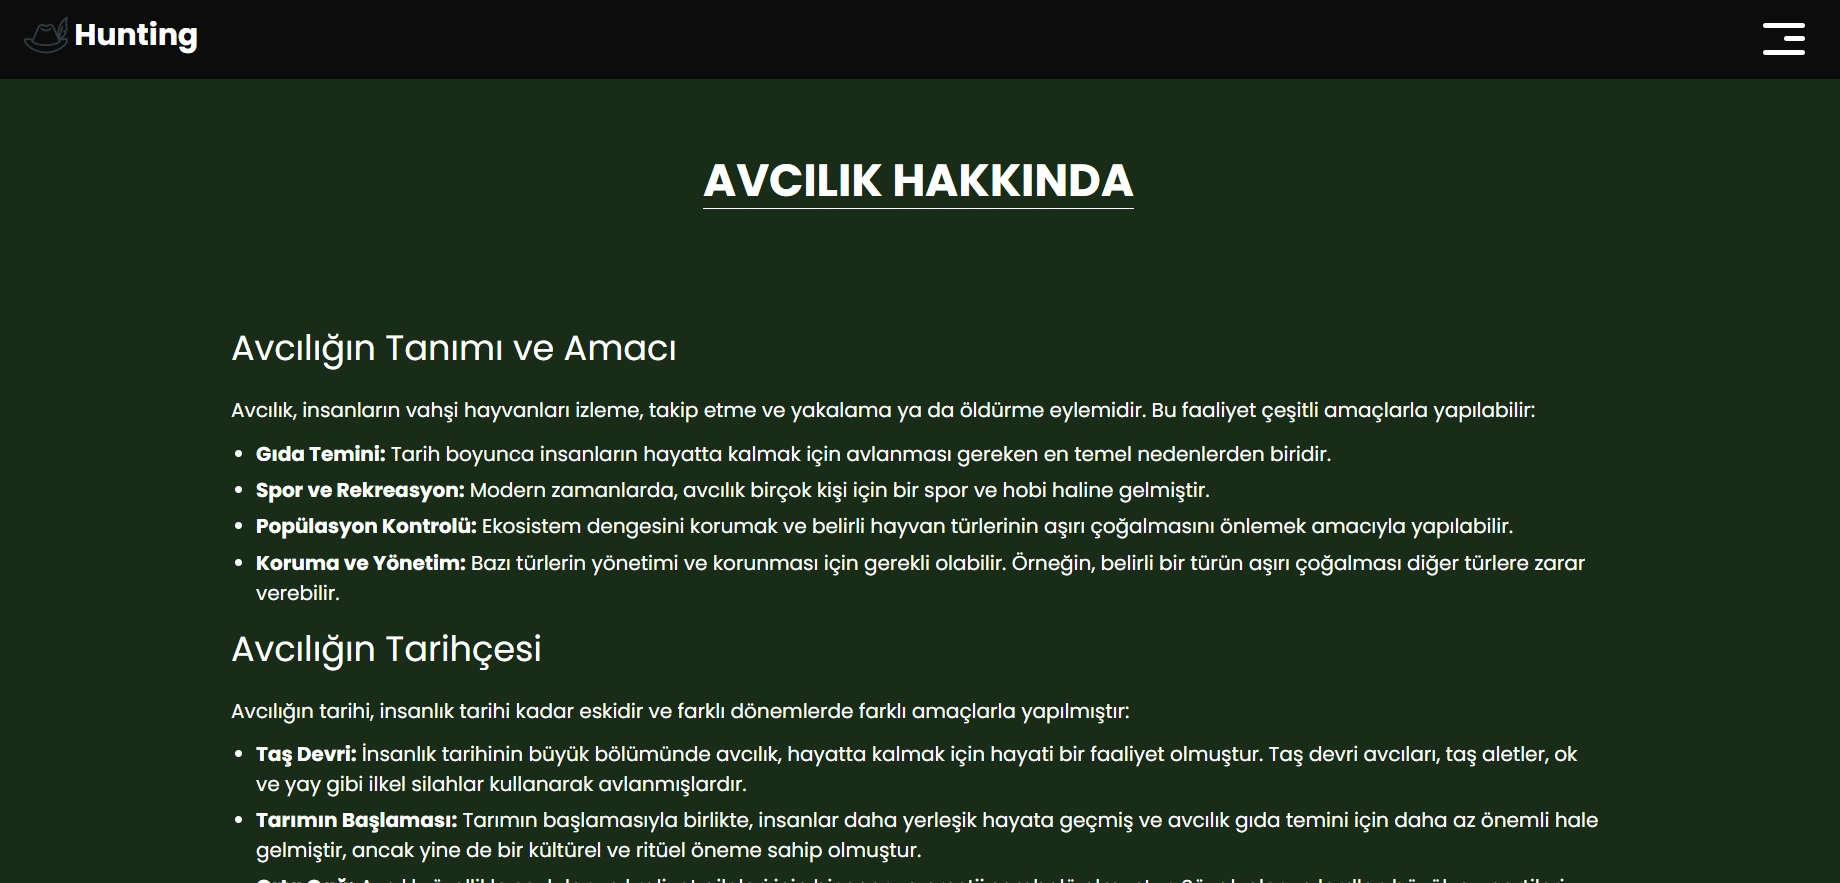 Hunting
AVCILIK HAKKINDA
Avcılığın Tanımı ve Amacı
Avcılık, insanların vahşi hayvanları izleme, takip etme ve yakalama ya da öldürme eylemidir. Bu faaliyet çeşitli amaçlarla yapılabilir:
• Gıda Temini: Tarih boyunca insanların hayatta kalmak için avlanması gereken en temel nedenlerden biridir.
• Spor ve Rekreasyon: Modern zamanlarda, avcılık birçok kişi için bir spor ve hobi haline gelmiştir.
• Popülasyon Kontrolü: Ekosistem dengesini korumak ve belirli hayvan türlerinin aşırı çoğalmasını önlemek amacıyla yapılabilir.
• Koruma ve Yönetim: Bazı türlerin yönetimi ve korunması için gerekli olabilir. Örneğin, belirli bir türün aşırı çoğalması diğer türlere zarar
verebilir.
Avcılığın Tarihçesi
Avcılığın tarihi, insanlık tarihi kadar eskidir ve farklı dönemlerde farklı amaçlarla yapılmıştır:
• Taş Devri: İnsanlık tarihinin büyük bölümünde avcılık, hayatta kalmak için hayati bir faaliyet olmuştur. Taş devri avcıları, taş aletler, ok
ve yay gibi ilkel silahlar kullanarak avlanmışlardır.
• Tarımın Başlaması: Tarımın başlamasıyla birlikte, insanlar daha yerleşik hayata geçmiş ve avcılık gıda temini için daha az önemli hale
gelmiştir, ancak yine de bir kültürel ve ritüel öneme sahip olmuştur.